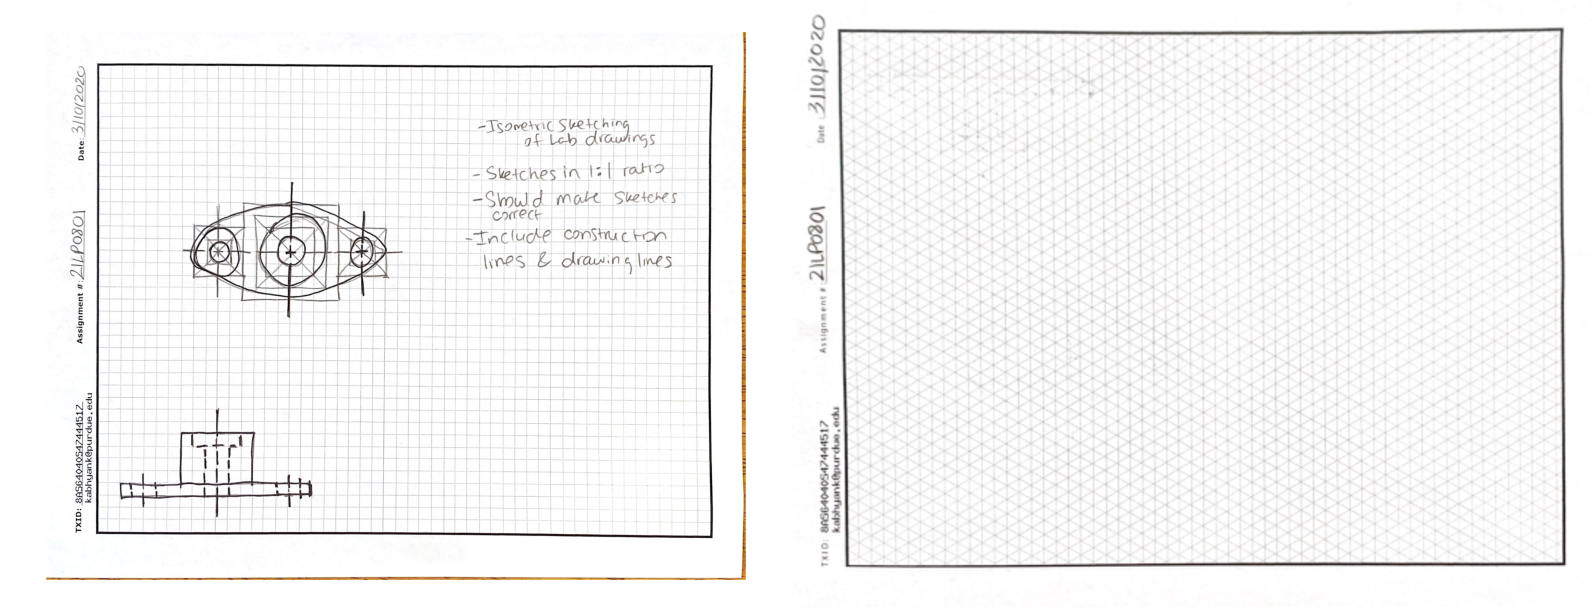 - Isometric Sketching
of Lab drawings
- Sketches in 1:1 ratio
- Should make Sketches
correct
- Include construction
lines & drawing lines
Date: 3/10/2020
Assignment #: 21LP0801
TXID: 8A56404054Z444517
kabhyank@purdue.edu
Date 3/10/2020
Assignment # 21LP0801
TXID: 8A56404054Z444517
kabhyank@purdue.edu